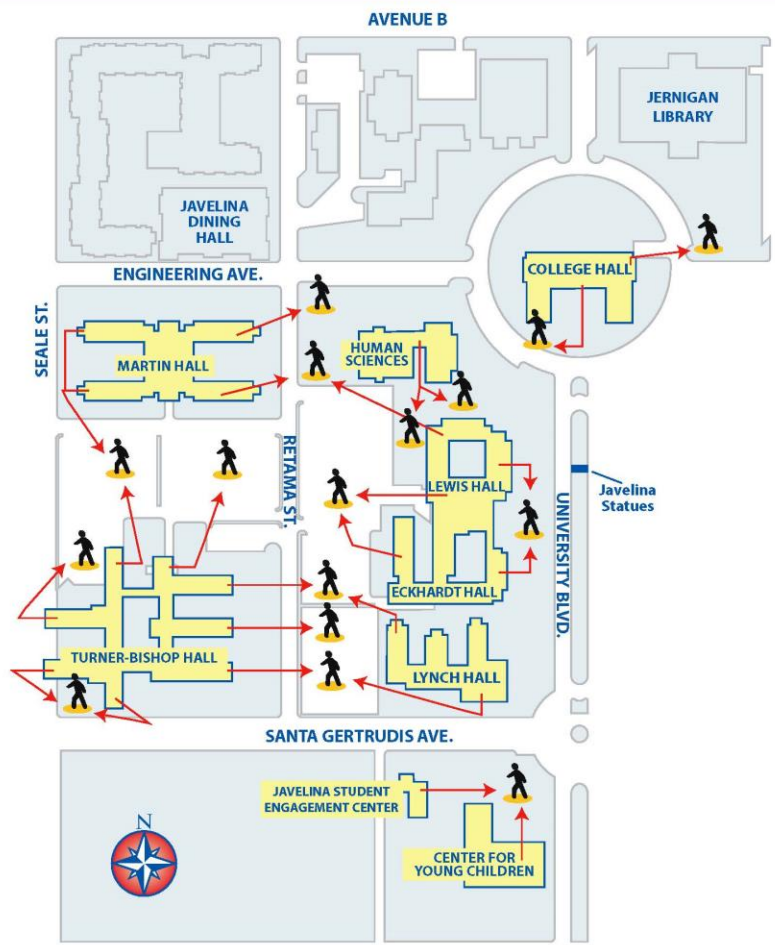 AVENUE B
JERNIGAN
LIBRARY
JAVELINA
DINING
HALL
COLLEGE HALL
ENGINEERING AVE.
SEALE ST.
MARTIN HALL
HUMAN
SCIENCES
RETAMA ST.
LEWIS HALL
Javelina
Statues
UNIVERSITY BLVD.
ECKHARDT HALL
TURNER-BISHOP HALL
LYNCH HALL
SANTA GERTRUDIS AVE.
JAVELINA STUDENT
ENGAGEMENT CENTER
N
CENTER FOR
YOUNG CHILDREN